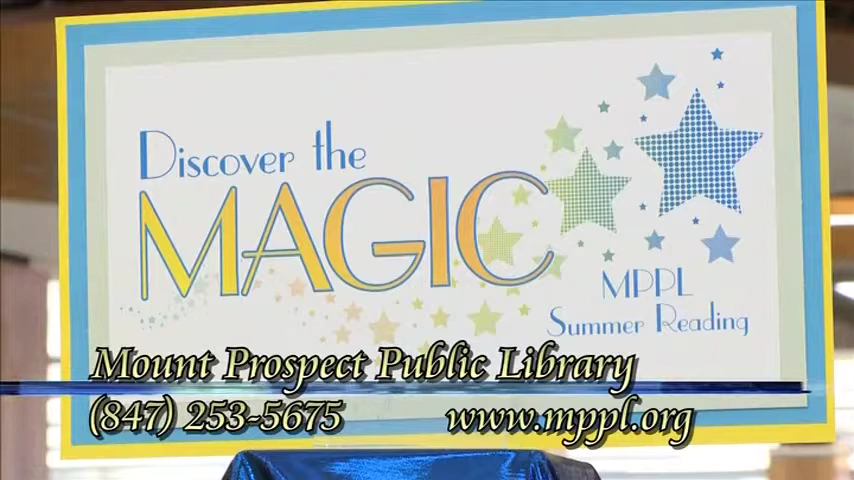 Discover the
MAGIC
MPPL
Summer Reading
Mount Prospect Public Library
(847) 253-5675 www.mppl.org